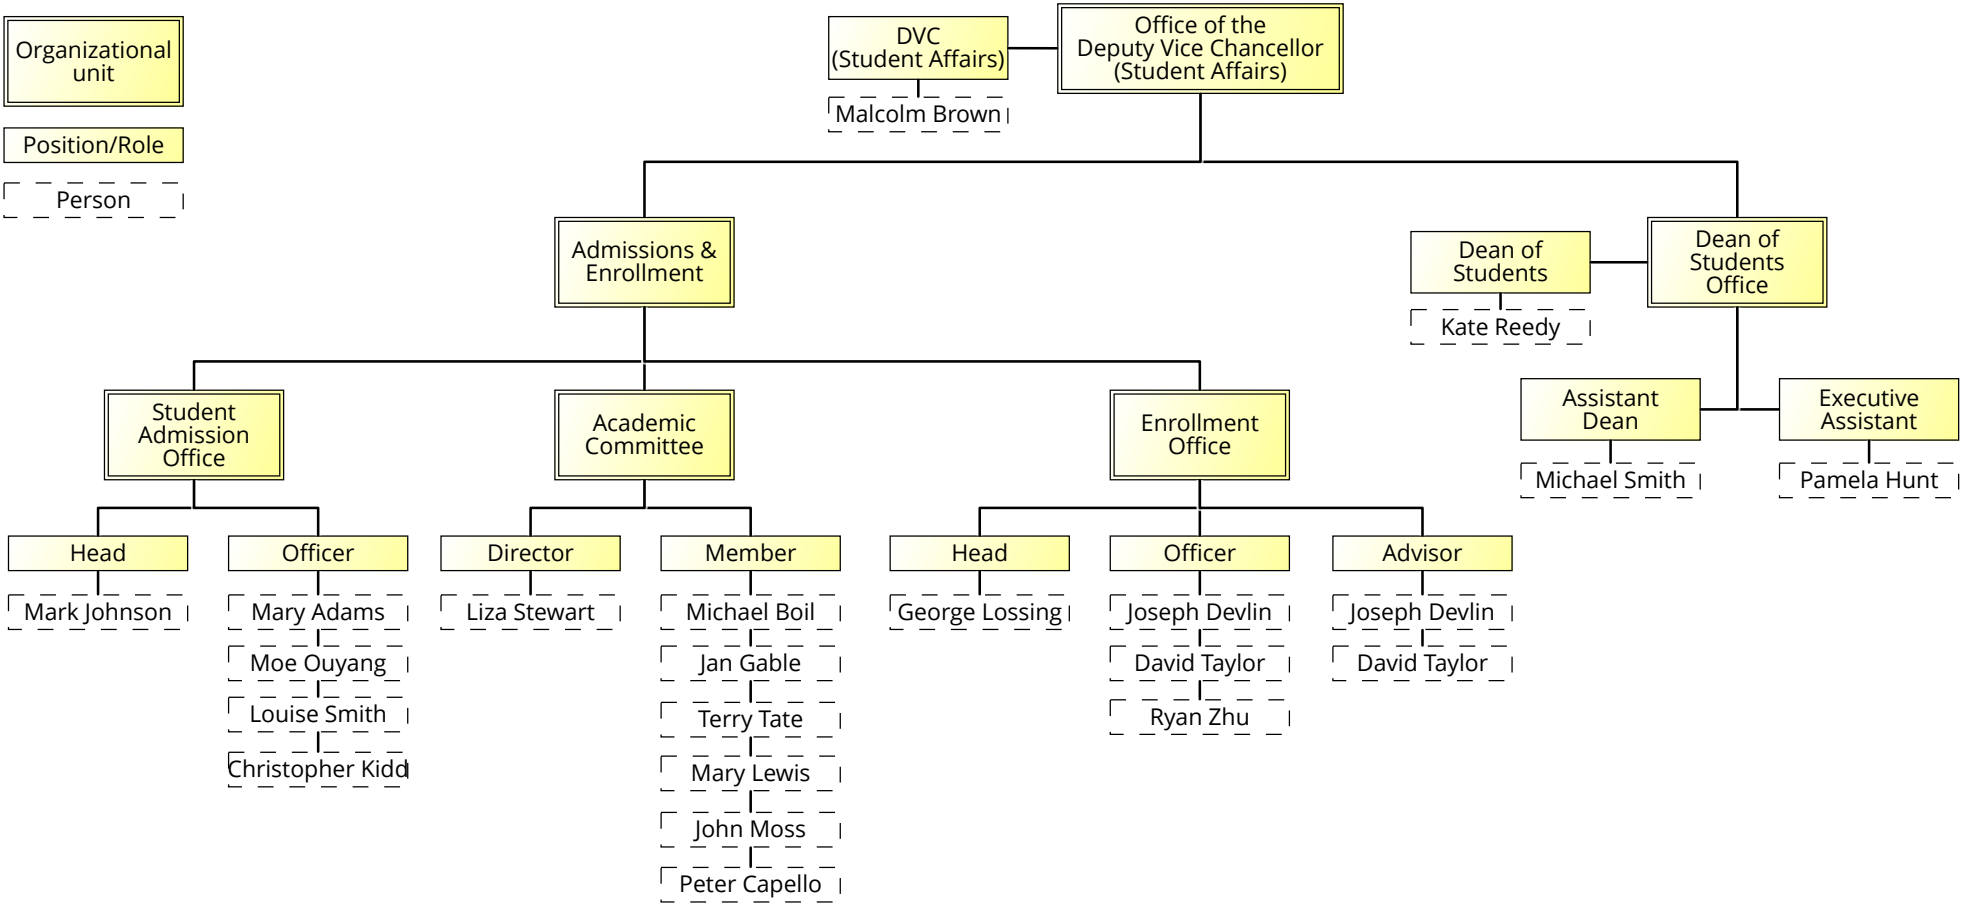 Organizational
unit
Position/Role
Person
DVC
(Student Affairs)
Malcolm Brown
Office of the
Deputy Vice Chancellor
(Student Affairs)
Admissions &
Enrollment
Dean of
Students
Kate Reedy
Dean of
Students
Office
Assistant
Dean
Michael Smith
Executive
Assistant
Pamela Hunt
Student
Admission
Office
Academic
Committee
Enrollment
Office
Head
Mark Johnson
Officer
Mary Adams
Moe Ouyang
Louise Smith
Christopher Kidd
Director
Liza Stewart
Member
Michael Boil
Jan Gable
Terry Tate
Mary Lewis
John Moss
Peter Capello
Head
George Lossing
Officer
Joseph Devlin
David Taylor
Ryan Zhu
Advisor
Joseph Devlin
David Taylor